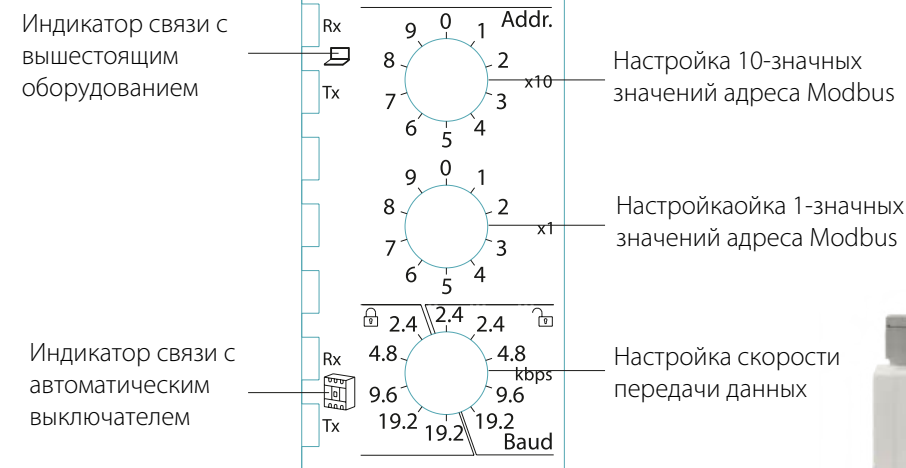 Индикатор связи с
вышестоящим
оборудованием
Rx
Tx
Addr.
0
1
2
3
4
5
6
7
8
9
x10
Настройка 10-значных
значений адреса Modbus
0
1
2
3
4
5
6
7
8
9
x1
Настройкаойка 1-значных
значений адреса Modbus
Индикатор связи с
автоматическим
выключателем
Rx
Tx
2.4
2.4
2.4
4.8
4.8
kbps
9.6
9.6
19.2
19.2
19.2
Baud
Настройка скорости
передачи данных